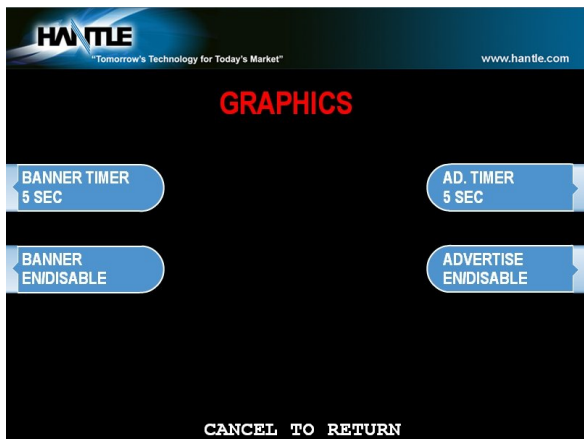 HANTLE
"Tomorrow's Technology for Today's Market"
www.hantle.com
GRAPHICS
BANNER TIMER
5 SEC
AD. TIMER
5 SEC
BANNER
EN/DISABLE
ADVERTISE
EN/DISABLE
CANCEL TO RETURN